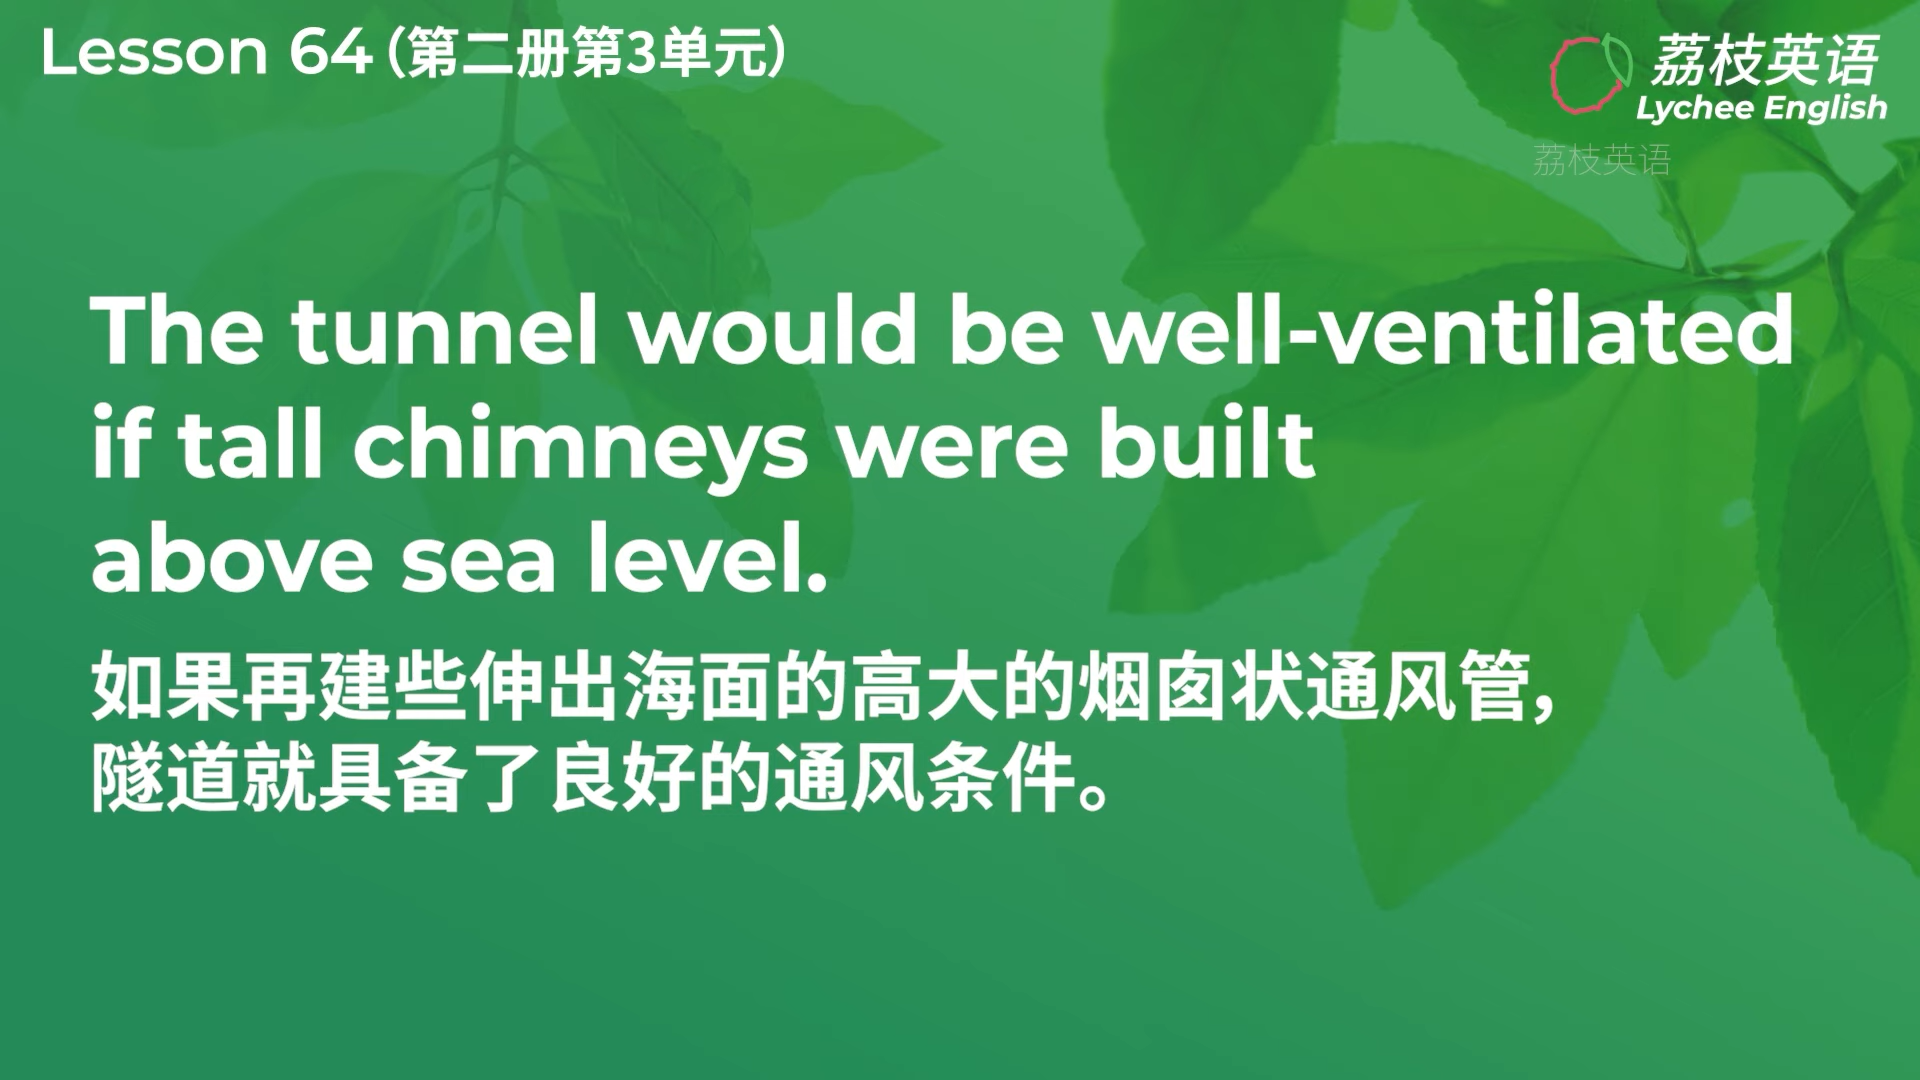 Lesson 64（第二册第3单元）
荔枝英语
Lychee English
荔枝英语
The tunnel would be well-ventilated
if tall chimneys were built
above sea level.
如果再建些伸出海面的高大的烟囱状通风管，
隧道就具备了良好的通风条件。